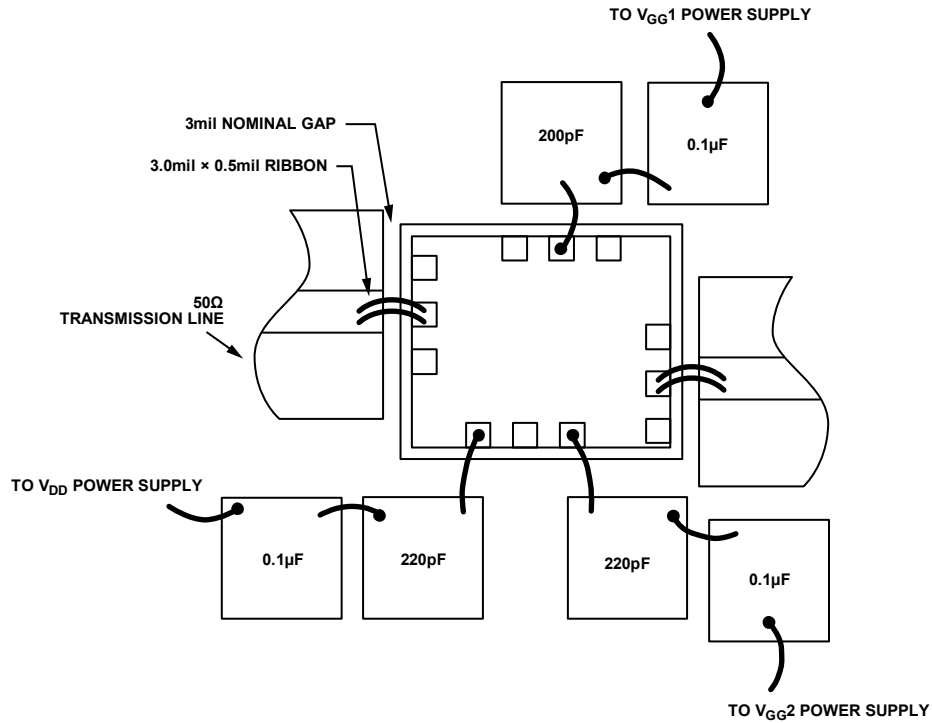 TO VGG1 POWER SUPPLY
3mil NOMINAL GAP
200pF
0.1µF
3.0mil × 0.5mil RIBBON
50Ω
TRANSMISSION LINE
TO VDD POWER SUPPLY
0.1µF
220pF
220pF
0.1µF
TO VGG2 POWER SUPPLY